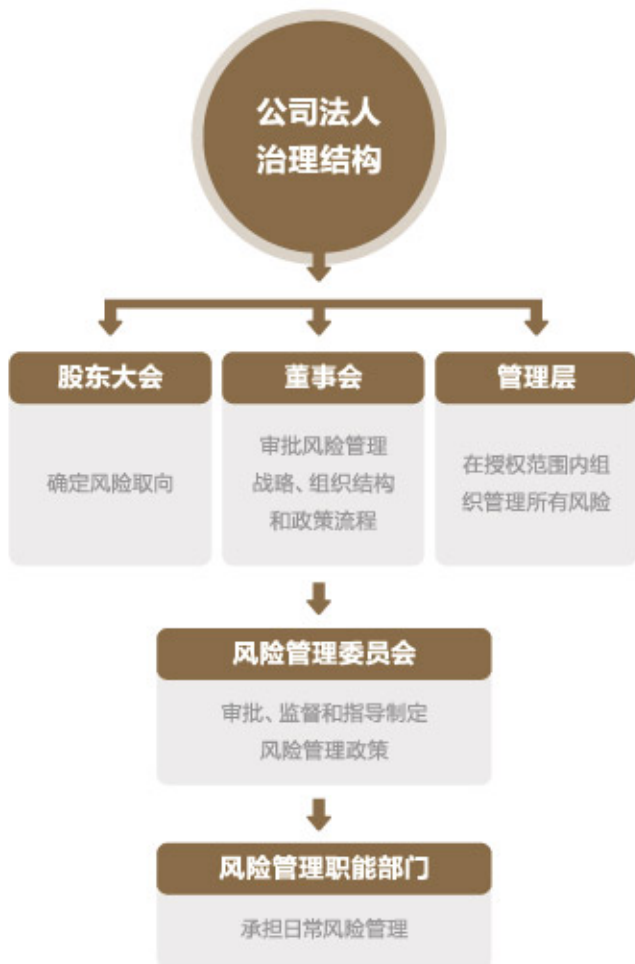 公司法人
治理结构
股东大会
确定风险取向
董事会
审批风险管理
战略、组织结构
和政策流程
管理层
在授权范围内组
织管理所有风险
风险管理委员会
审批、监督和指导制定
风险管理政策
风险管理职能部门
承担日常风险管理